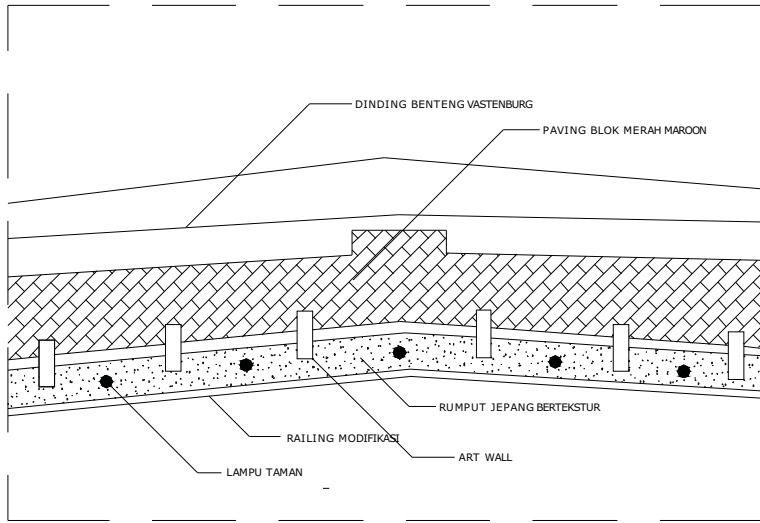 DINDING BENTENG VASTENBURG
PAVING BLOK MERAH MAROON
RUMPUT JEPANG BERTEKSTUR
RAILING MODIFIKASI
ART WALL
LAMPU TAMAN